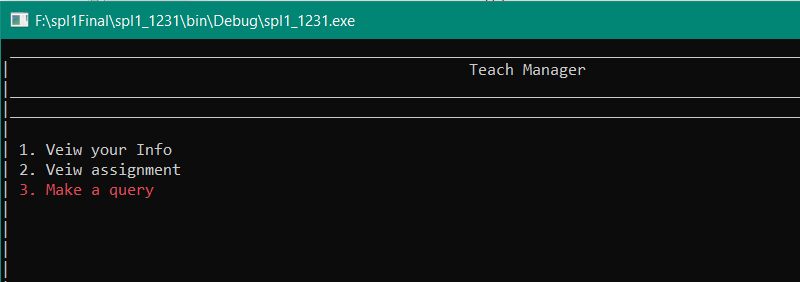 F:\spl1Final\spl1_1231\bin\Debug\spl1_1231.exe
Teach Manager
1. Veiw your Info
2. Veiw assignment
3. Make a query